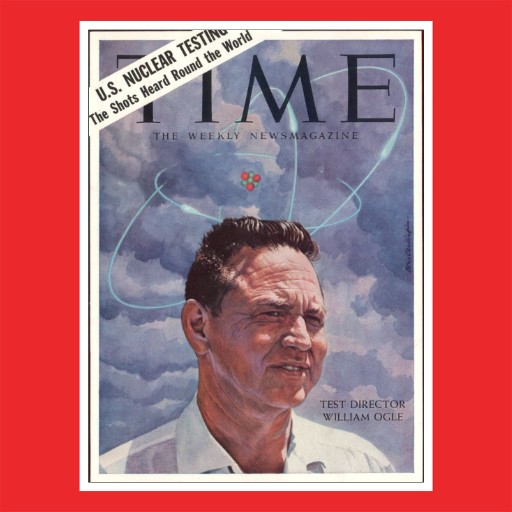 U.S. NUCLEAR TESTING
The Shots Heard Round the World
TIME
THE WEEKLY NEWSMAGAZINE
TEST DIRECTOR
WILLIAM OGLE